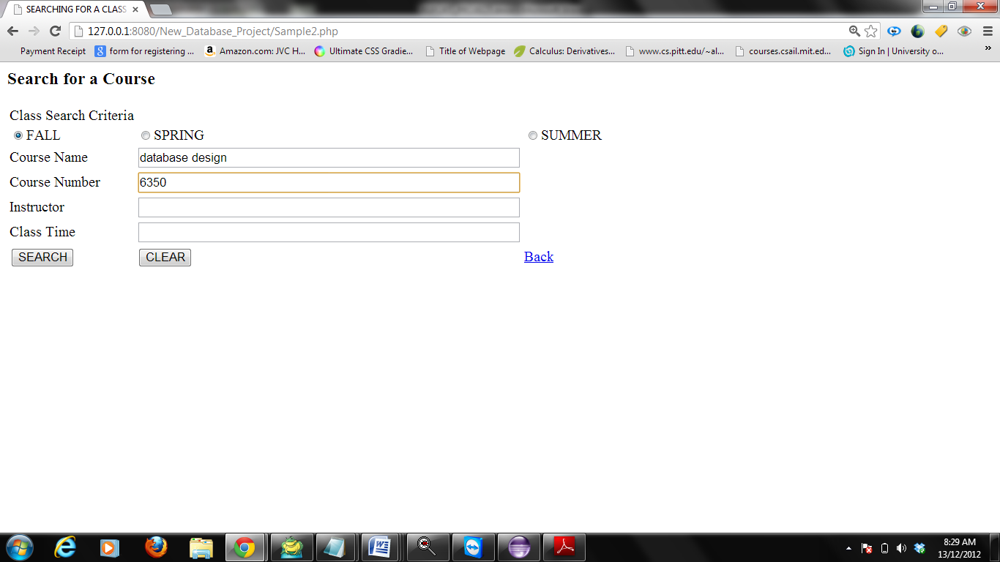 SEARCHING FOR A CLASS
127.0.0.1:8080/New_Database_Project/Sample2.php
Payment Receipt form for registering ... Amazon.com: JVC H... Ultimate CSS Gradie... Title of Webpage Calculus: Derivatives... www.cs.pitt.edu/~al... courses.csail.mit.ed... Sign In | University o... »
Search for a Course
Class Search Criteria
FALL SPRING SUMMER
Course Name database design
Course Number 6350
Instructor
Class Time
SEARCH CLEAR Back
8:29 AM
13/12/2012